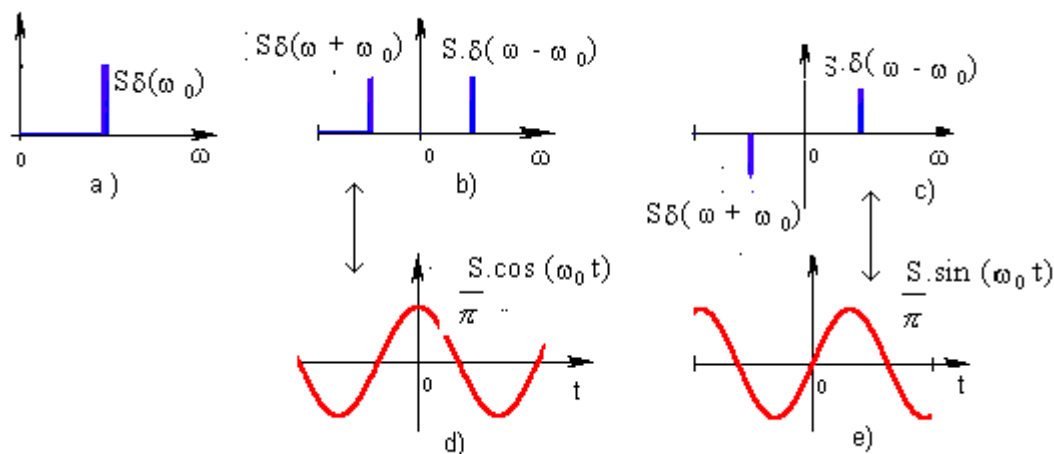 Sδ(ω₀)
0
ω
a )
Sδ(ω + ω₀)
S.δ(ω - ω₀)
0
ω
b)
S.δ(ω - ω₀)
0
ω
c)
Sδ(ω + ω₀)
S/π .cos (ω₀ t)
0
t
d)
S/π .sin (ω₀ t)
0
t
e)